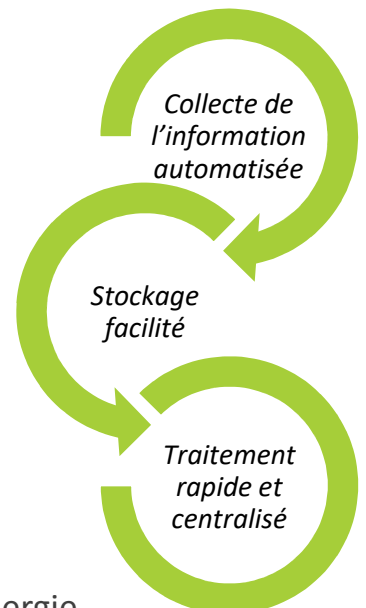 Collecte de
l'information
automatisée
Stockage
facilité
Traitement
rapide et
centralisé